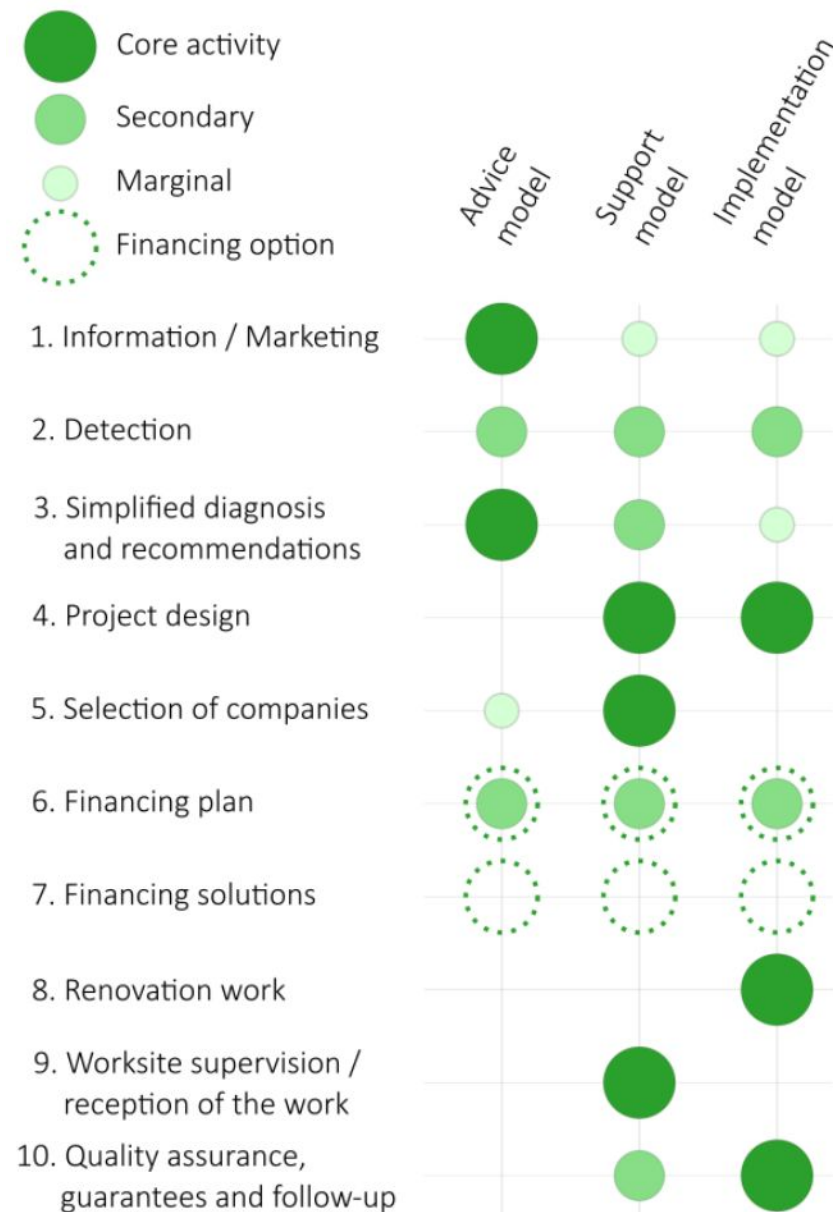 Core activity
Secondary
Marginal
Financing option
Advice
model
Support
model
Implementation
model
1. Information / Marketing
2. Detection
3. Simplified diagnosis
and recommendations
4. Project design
5. Selection of companies
6. Financing plan
7. Financing solutions
8. Renovation work
9. Worksite supervision /
reception of the work
10. Quality assurance,
guarantees and follow-up